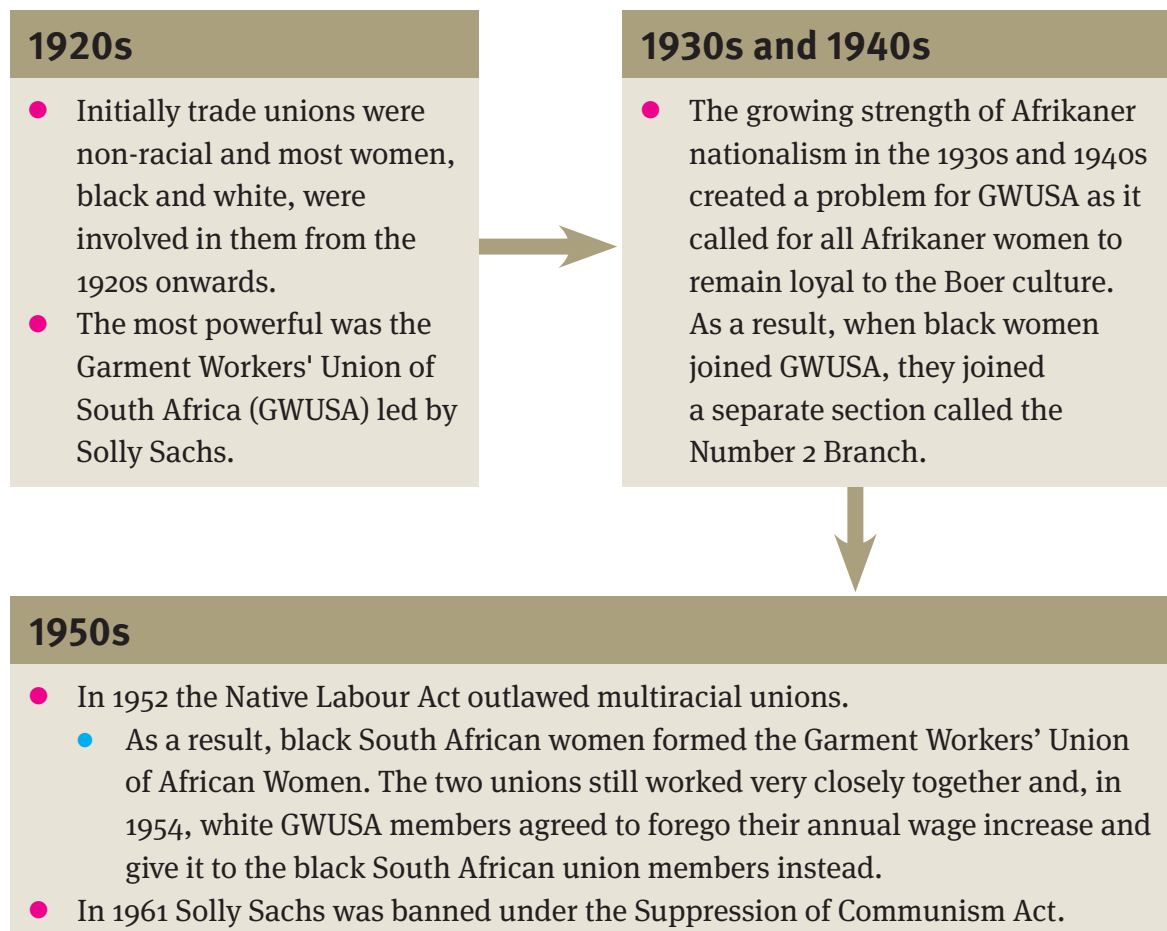 1920s
● Initially trade unions were
non-racial and most women,
black and white, were
involved in them from the
1920s onwards.
● The most powerful was the
Garment Workers' Union of
South Africa (GWUSA) led by
Solly Sachs.
1930s and 1940s
● The growing strength of Afrikaner
nationalism in the 1930s and 1940s
created a problem for GWUSA as it
called for all Afrikaner women to
remain loyal to the Boer culture.
As a result, when black women
joined GWUSA, they joined
a separate section called the
Number 2 Branch.
1950s
● In 1952 the Native Labour Act outlawed multiracial unions.
● As a result, black South African women formed the Garment Workers’ Union
of African Women. The two unions still worked very closely together and, in
1954, white GWUSA members agreed to forego their annual wage increase and
give it to the black South African union members instead.
● In 1961 Solly Sachs was banned under the Suppression of Communism Act.